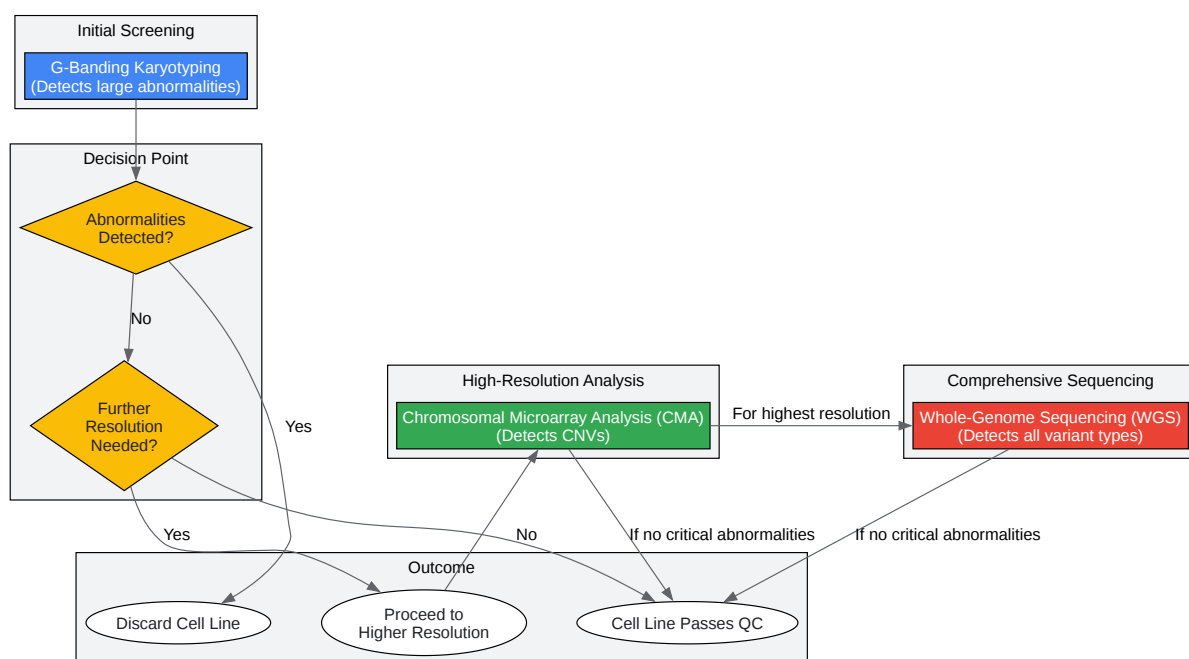 Initial Screening
G-Banding Karyotyping
(Detects large abnormalities)
Decision Point
Abnormalities
Detected?
No
Further
Resolution
Needed?
Yes
High-Resolution Analysis
Chromosomal Microarray Analysis (CMA)
(Detects CNVs)
For highest resolution
Comprehensive Sequencing
Whole-Genome Sequencing (WGS)
(Detects all variant types)
Yes
No
If no critical abnormalities
If no critical abnormalities
Outcome
Discard Cell Line
Proceed to
Higher Resolution
Cell Line Passes QC